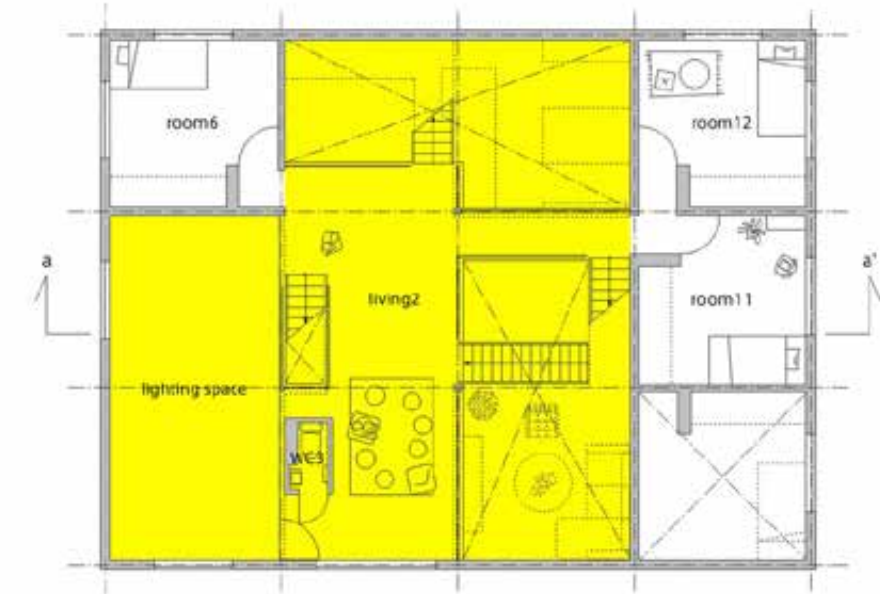 room6
room12
a
a'
living2
room11
lighting space
WC3